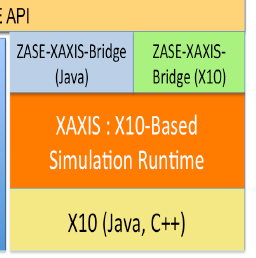 E API
ZASE-XAXIS-Bridge
(Java)
ZASE-XAXIS-
Bridge (X10)
XAXIS : X10-Based
Simulation Runtime
X10 (Java, C++)